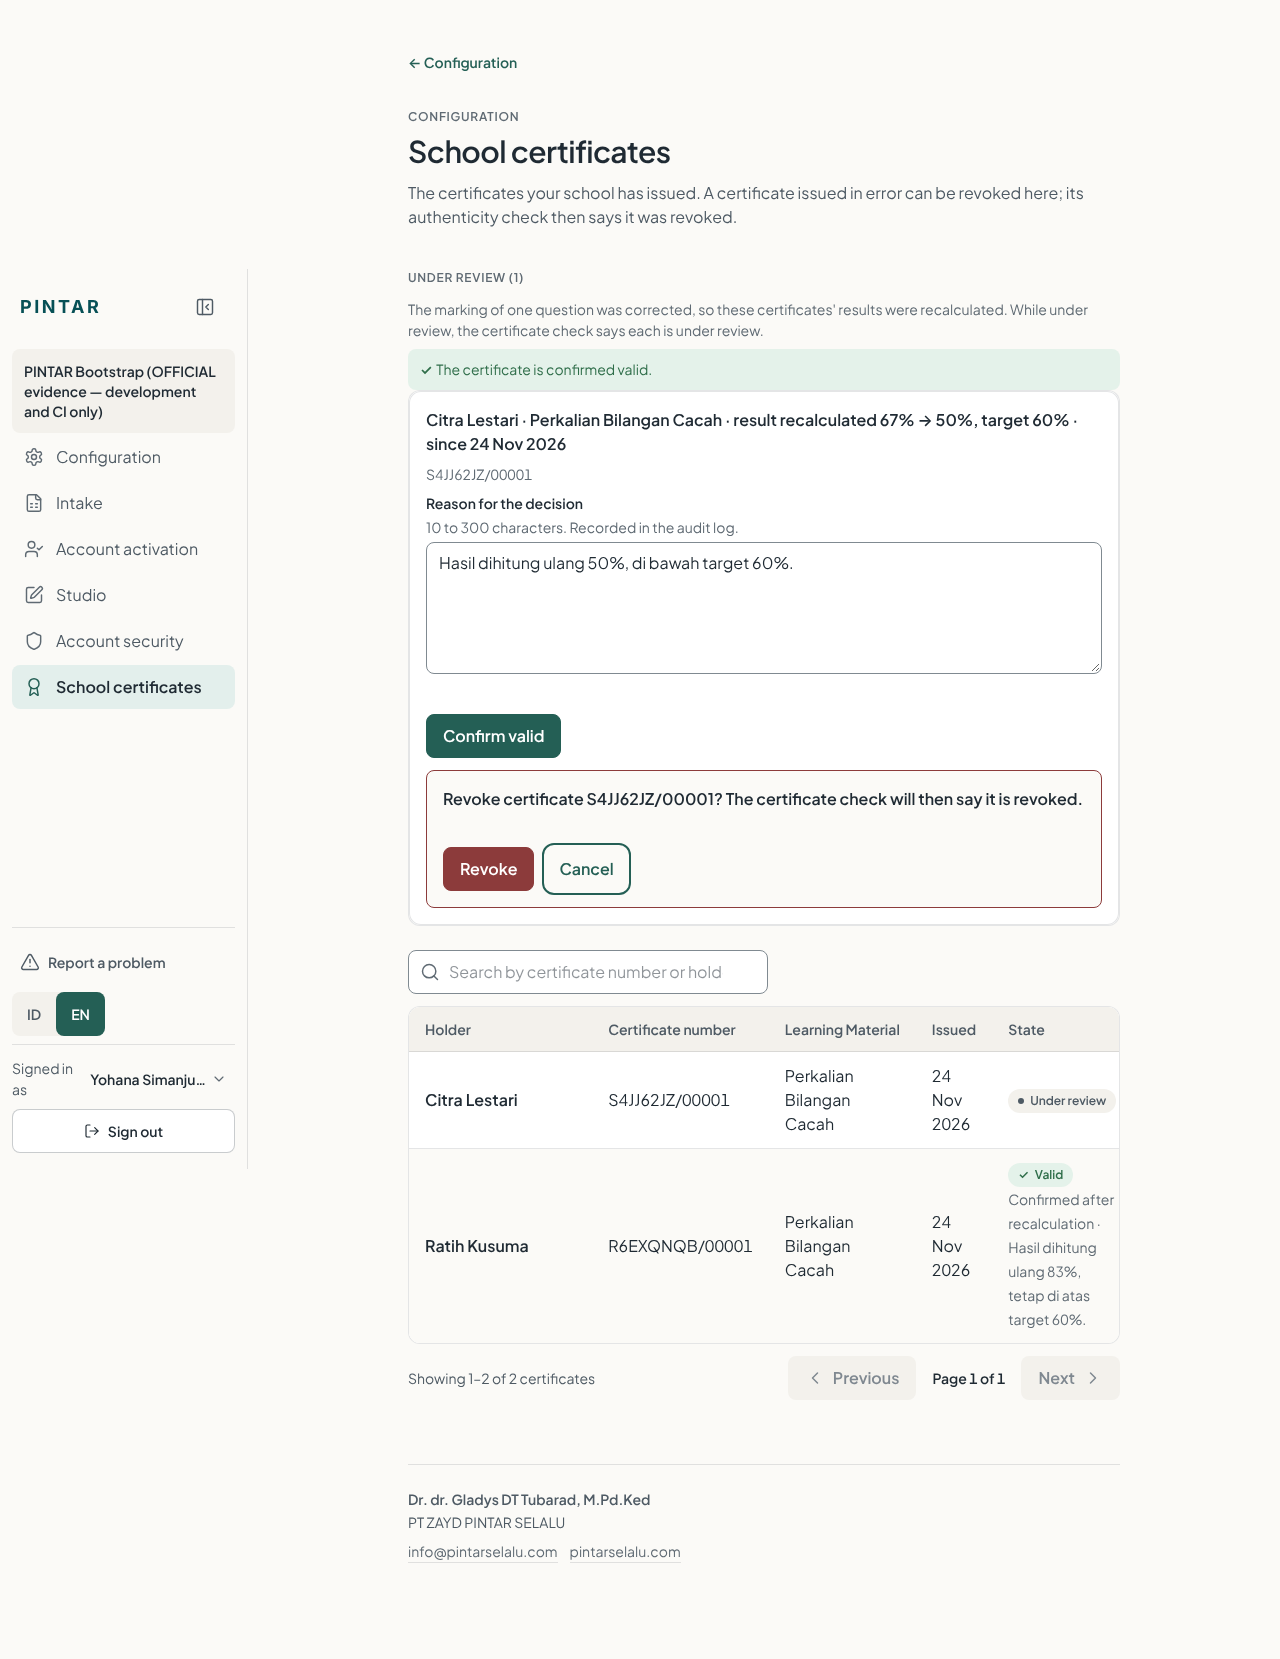 ← Configuration
CONFIGURATION
School certificates
The certificates your school has issued. A certificate issued in error can be revoked here; its
authenticity check then says it was revoked.
UNDER REVIEW (1)
The marking of one question was corrected, so these certificates' results were recalculated. While under
review, the certificate check says each is under review.
✓ The certificate is confirmed valid.
Citra Lestari · Perkalian Bilangan Cacah · result recalculated 67% → 50%, target 60% ·
since 24 Nov 2026
S4JJ62JZ/00001
Reason for the decision
10 to 300 characters. Recorded in the audit log.
Hasil dihitung ulang 50%, di bawah target 60%.
Confirm valid
Revoke certificate S4JJ62JZ/00001? The certificate check will then say it is revoked.
Revoke
Cancel
Search by certificate number or hold
Holder
Certificate number
Learning Material
Issued
State
Citra Lestari
S4JJ62JZ/00001
Perkalian
Bilangan
Cacah
24
Nov
2026
Under review
Ratih Kusuma
R6EXQNQB/00001
Perkalian
Bilangan
Cacah
24
Nov
2026
✓ Valid
Confirmed after
recalculation ·
Hasil dihitung
ulang 83%,
tetap di atas
target 60%.
Showing 1–2 of 2 certificates
Previous
Page 1 of 1
Next
Dr. dr. Gladys DT Tubarad, M.Pd.Ked
PT ZAYD PINTAR SELALU
info@pintarselalu.com
pintarselalu.com
PINTAR
PINTAR Bootstrap (OFFICIAL
evidence — development
and CI only)
Configuration
Intake
Account activation
Studio
Account security
School certificates
Report a problem
ID
EN
Signed in
as
Yohana Simanju...
Sign out